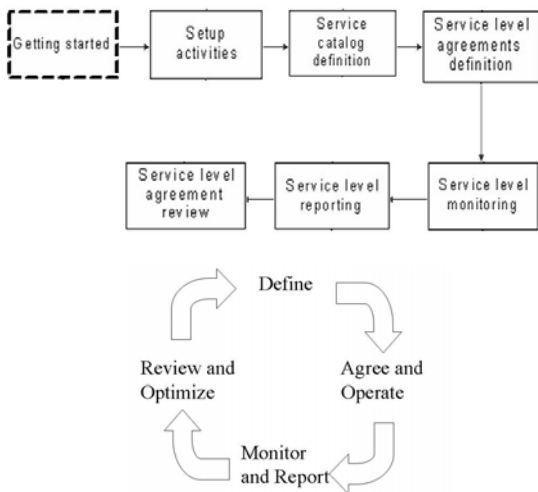 Getting started
Setup
activities
Service
catalog
definition
Service level
agreements
definition
Service level
agreement
review
Service level
reporting
Service level
monitoring
Define
Review and
Optimize
Agree and
Operate
Monitor
and Report